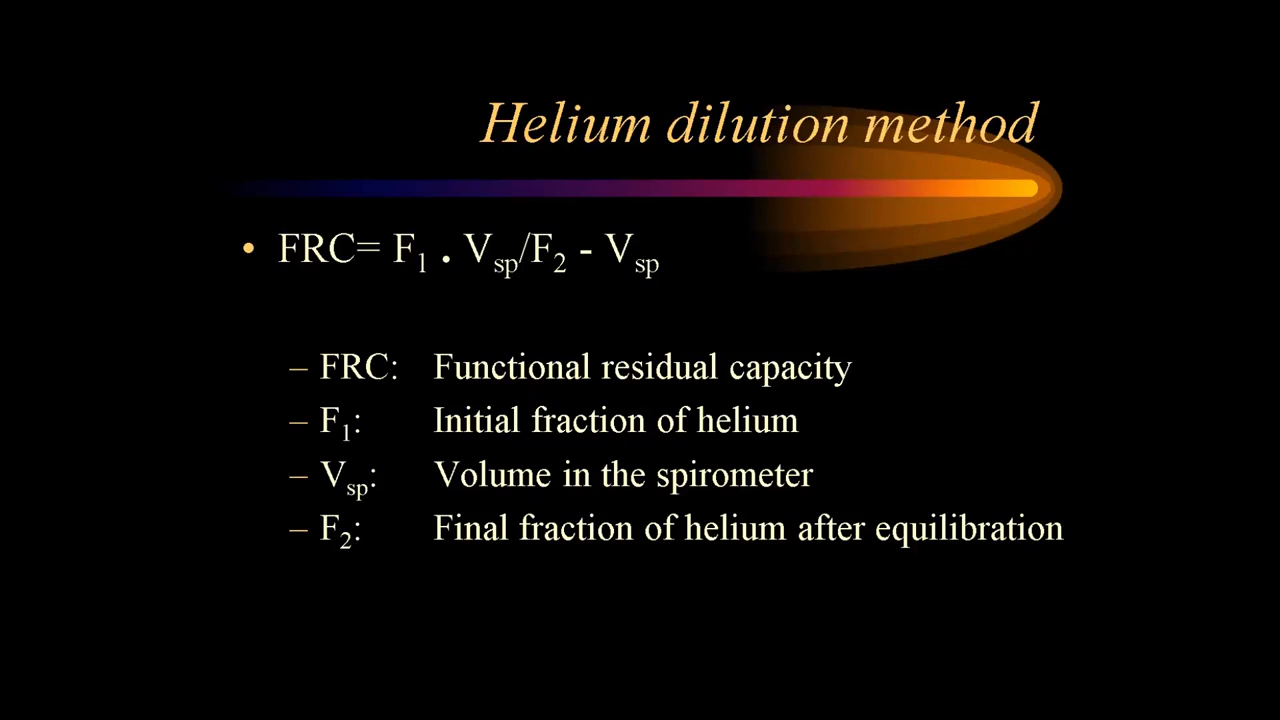 Helium dilution method
• FRC= F₁ . Vₛₚ/F₂ - Vₛₚ
– FRC: Functional residual capacity
– F₁: Initial fraction of helium
– Vₛₚ: Volume in the spirometer
– F₂: Final fraction of helium after equilibration